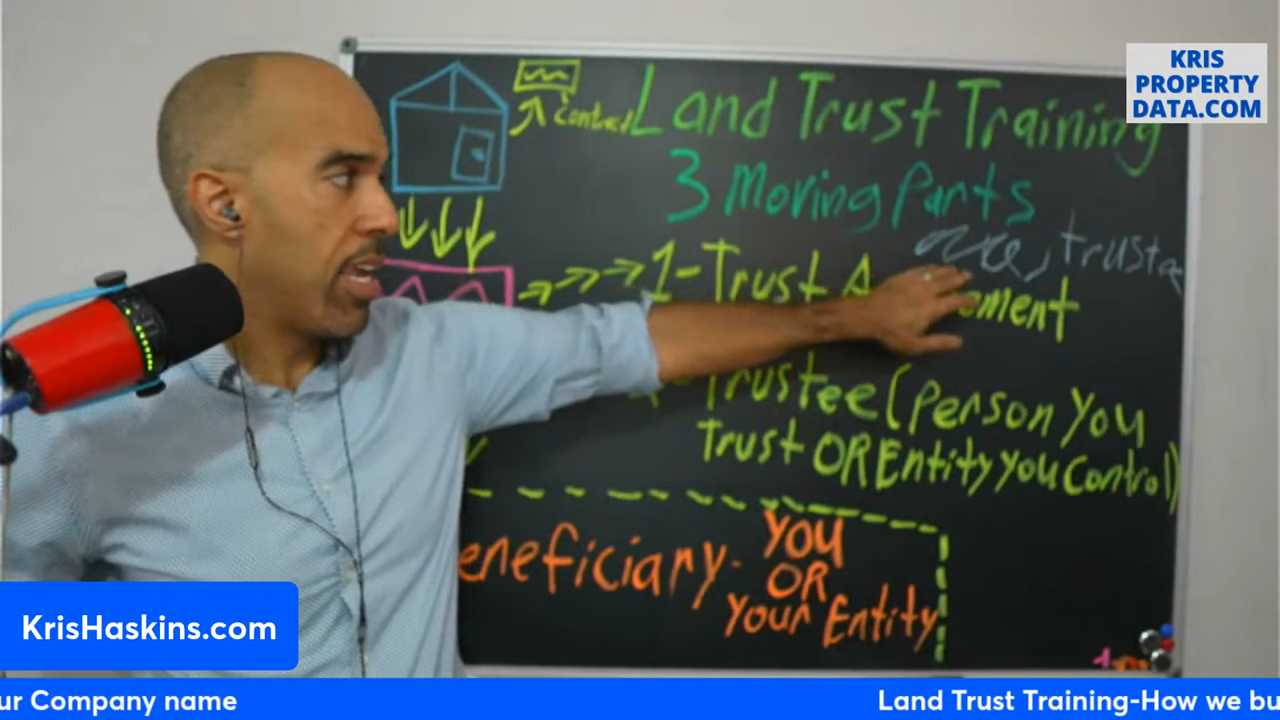 KRIS
PROPERTY
DATA.COM
Land Trust Training
3 Moving Parts
trustee
1-Trust A ement
Trustee (Person You
Trust OR Entity You Control)
eneficiary- You
OR
Your Entity
KrisHaskins.com
ur Company name
Land Trust Training-How we bu